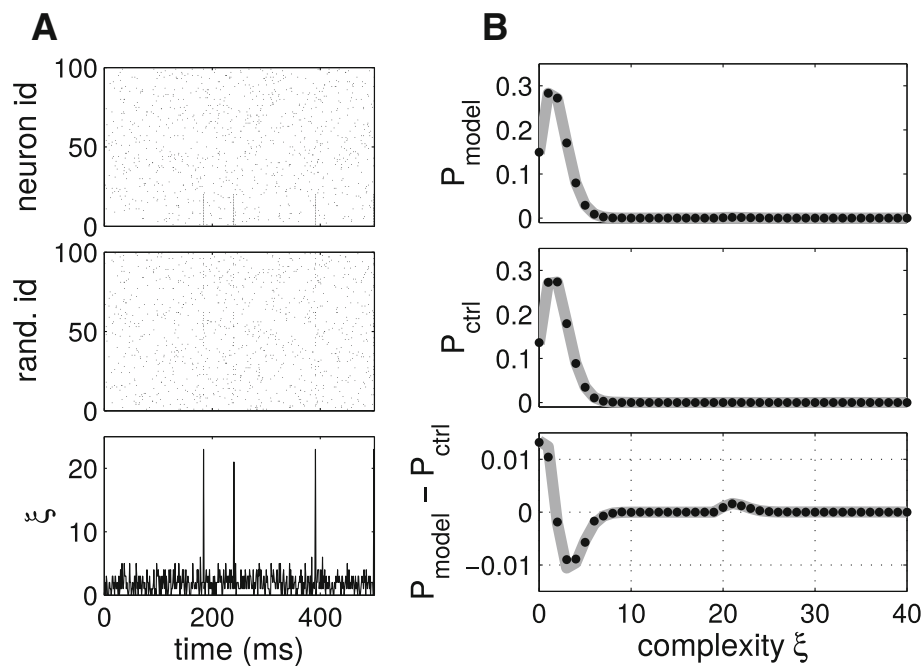 A
B
100
50
0
neuron id
100
50
0
rand. id
20
10
0
ξ
0
200
400
time (ms)
0.3
0.2
0.1
0
P model
0.3
0.2
0.1
0
P ctrl
0.01
0
−0.01
P model − P ctrl
0
10
20
30
40
complexity ξ